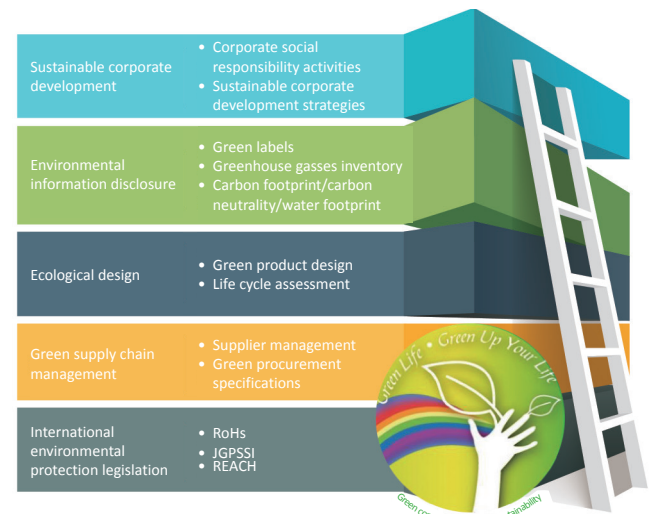 Sustainable corporate
development
• Corporate social
responsibility activities
• Sustainable corporate
development strategies
Environmental
information disclosure
• Green labels
• Greenhouse gasses inventory
• Carbon footprint/carbon
neutrality/water footprint
Ecological design
• Green product design
• Life cycle assessment
Green supply chain
management
• Supplier management
• Green procurement
specifications
International
environmental
protection legislation
• RoHs
• JGPSSI
• REACH
Green Life • Green Up Your Life
Green